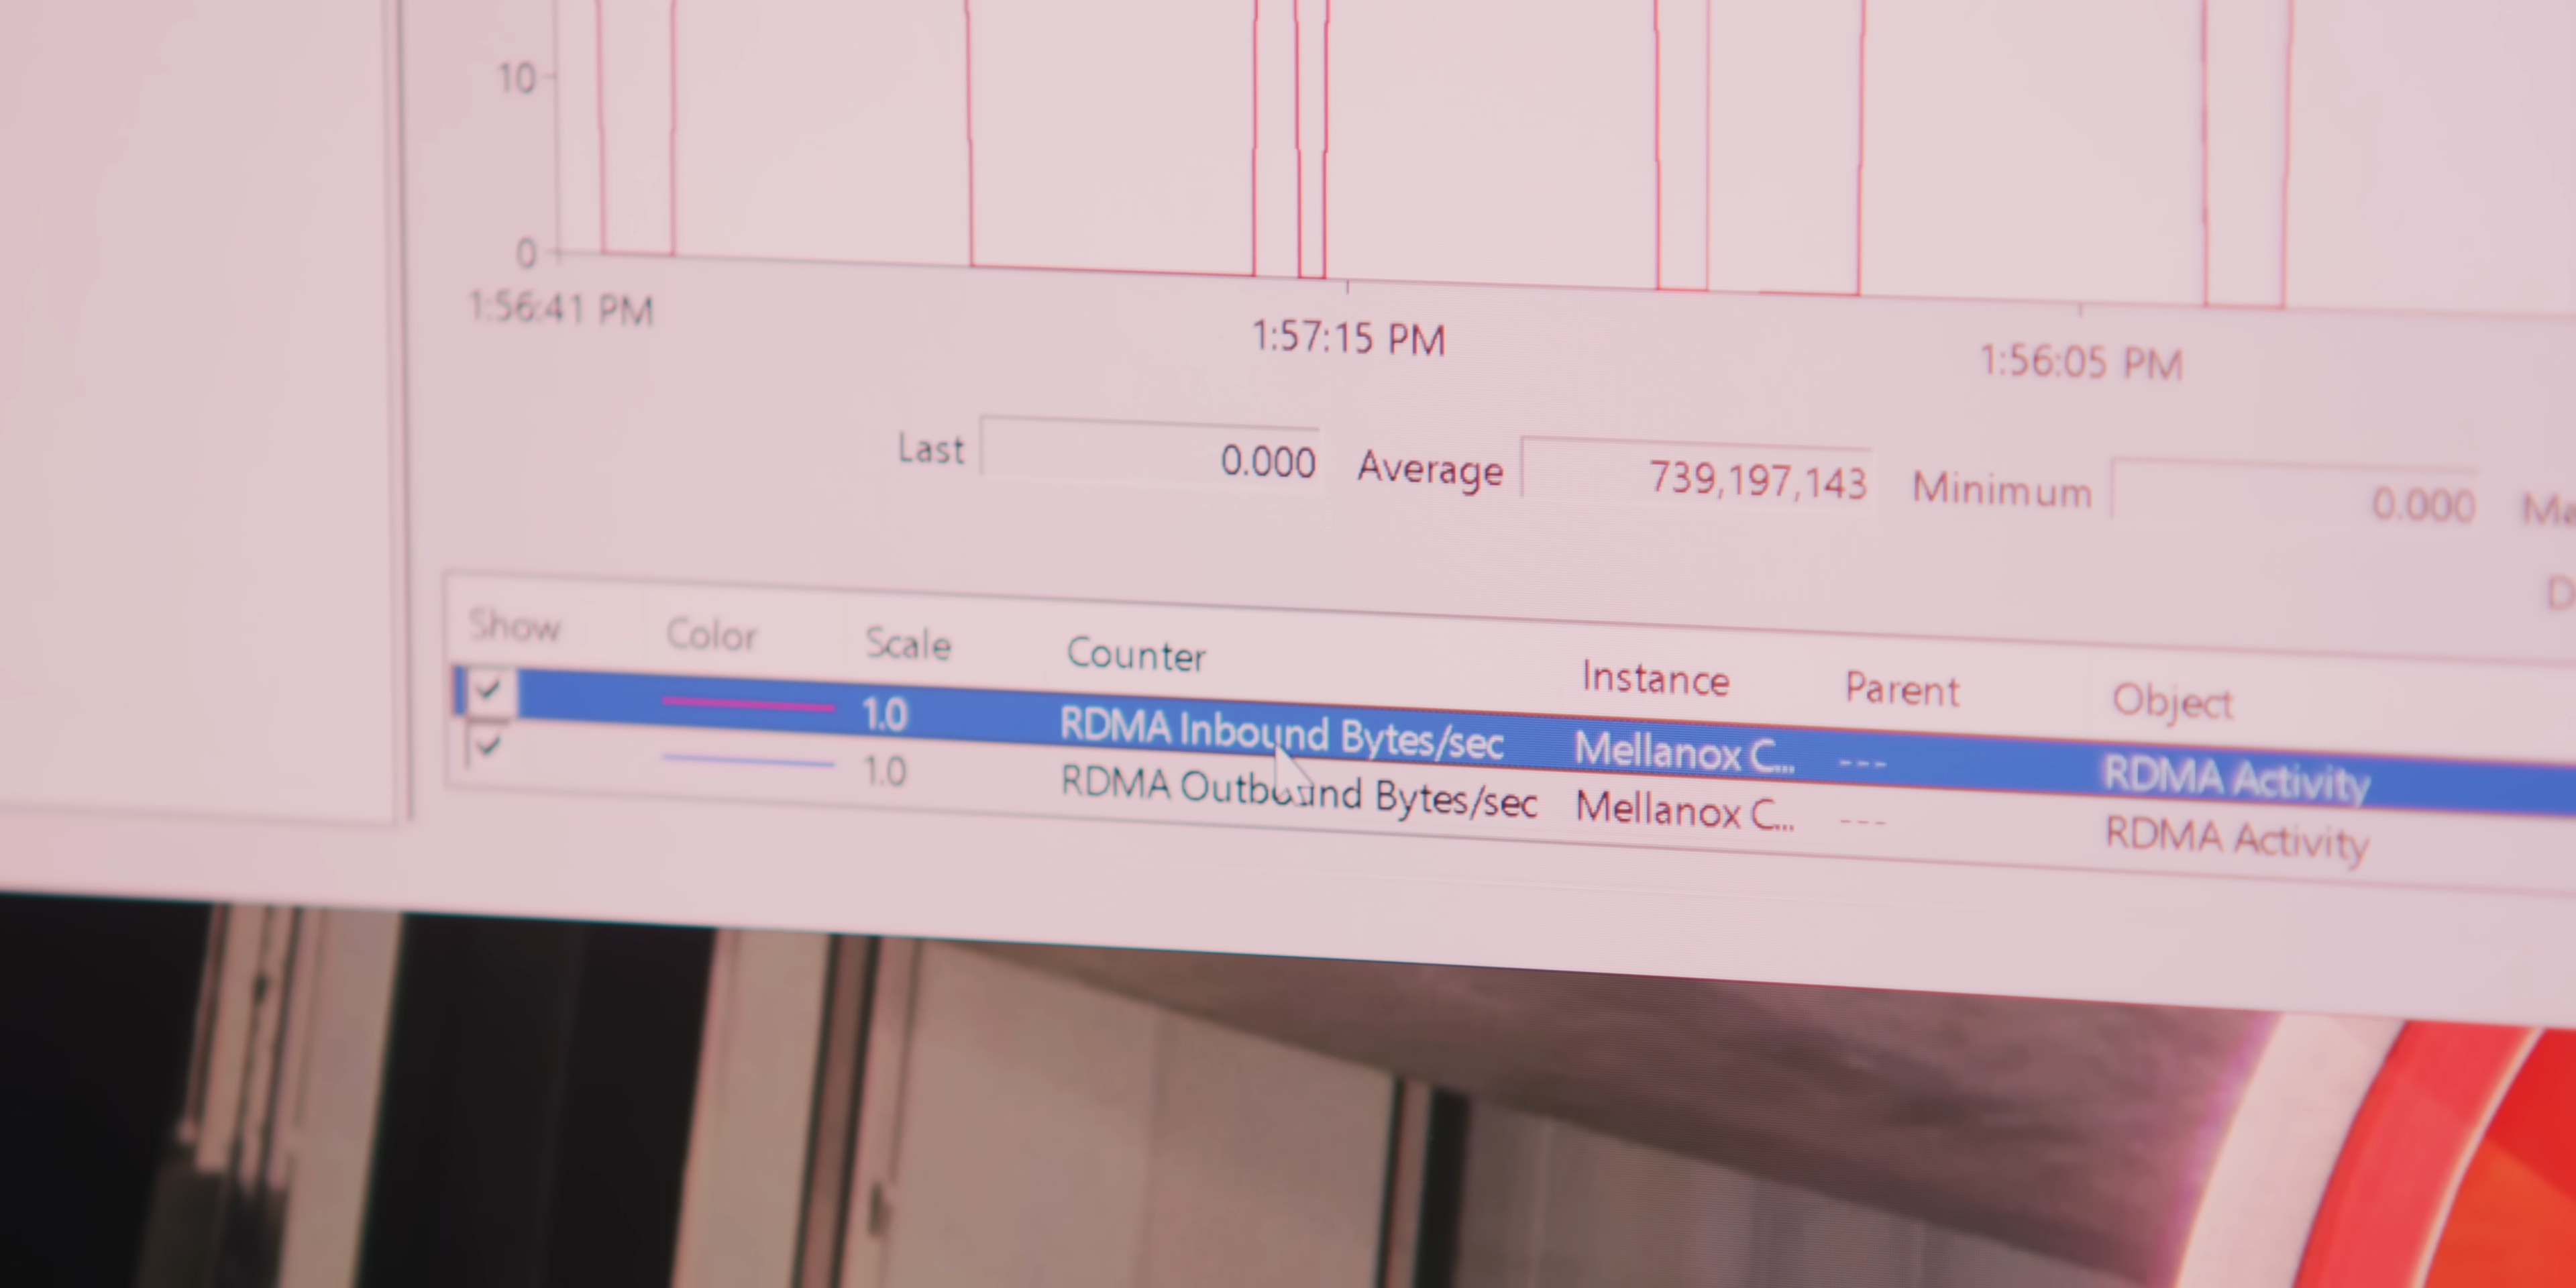 10
0
1:56:41 PM
1:57:15 PM
1:56:05 PM
Last 0.000 Average 739,197,143 Minimum 0.000 Ma
D
Show Color Scale Counter Instance Parent Object
1.0 RDMA Inbound Bytes/sec Mellanox C... --- RDMA Activity
1.0 RDMA Outbound Bytes/sec Mellanox C... --- RDMA Activity